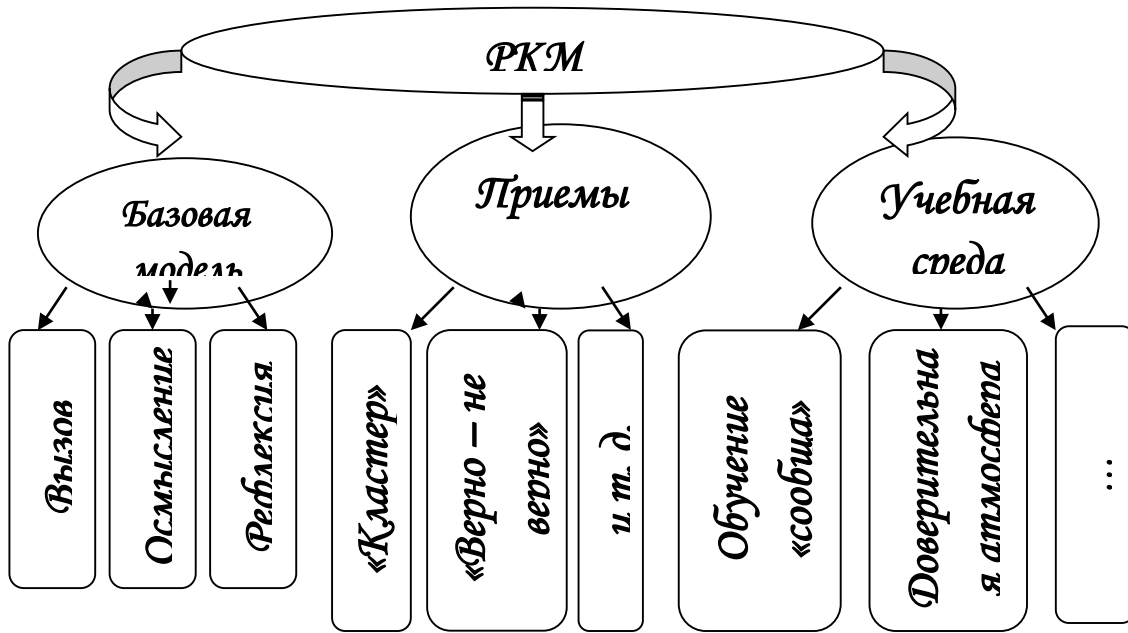 РКМ
Базовая
модель
Приемы
Учебная
среда
Вызов
Осмысление
Рефлексия
«Кластер»
«Верно – не
верно»
и т. д.
Обучение
«сообща»
Доверительна
я атмосфера
…